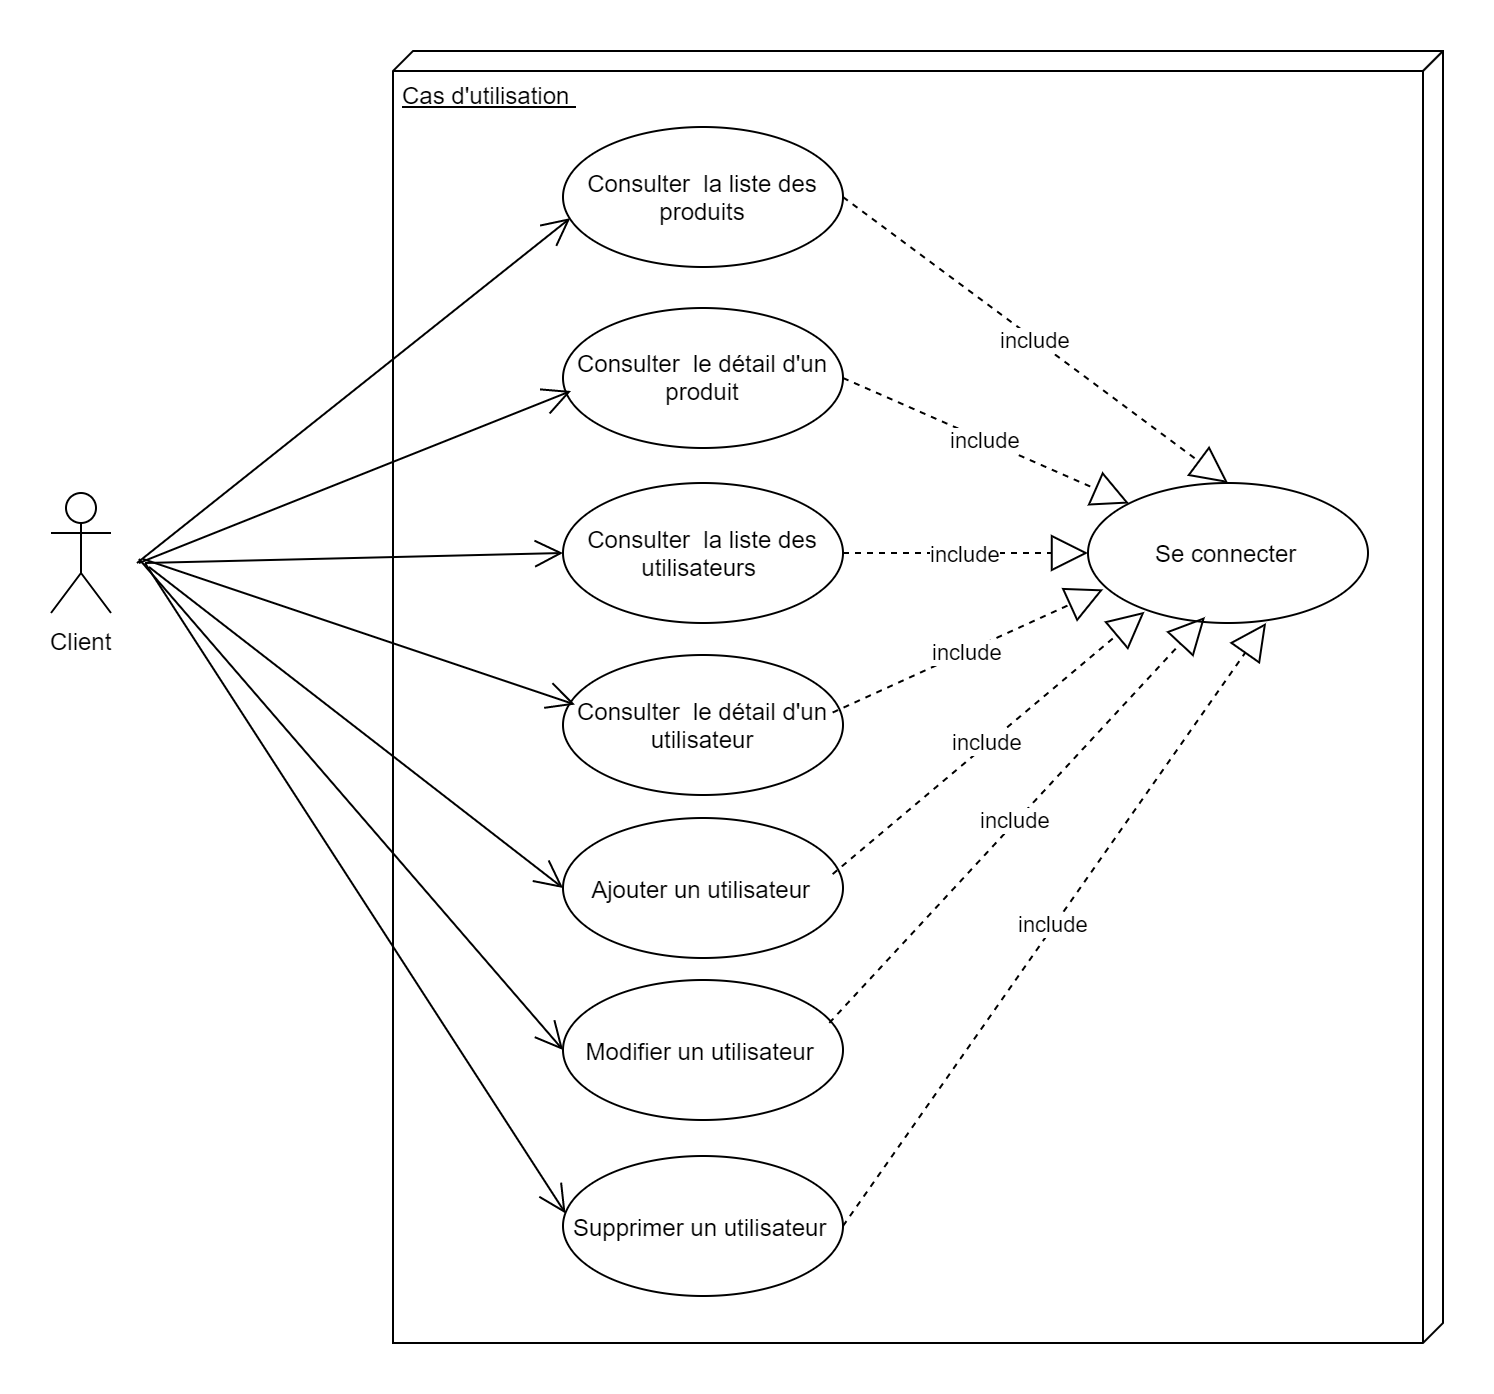 Cas d'utilisation
Consulter  la liste des
produits
include
Consulter  le détail d'un
produit
include
Client
Consulter  la liste des
utilisateurs
include
Se connecter
Consulter  le détail d'un
utilisateur
include
include
Ajouter un utilisateur
include
Modifier un utilisateur
include
Supprimer un utilisateur